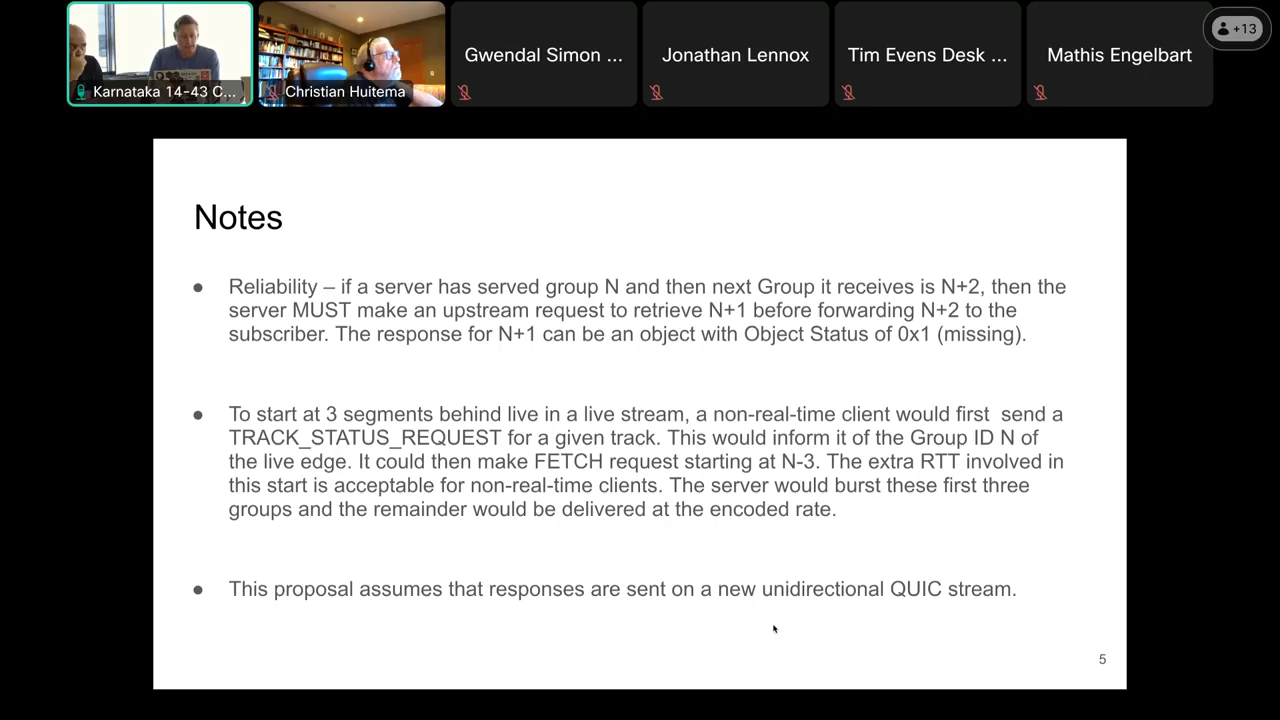 Karnataka 14-43 C...
Christian Huitema
Gwendal Simon ...
Jonathan Lennox
Tim Evens Desk ...
Mathis Engelbart
+13
Notes
● Reliability – if a server has served group N and then next Group it receives is N+2, then the
server MUST make an upstream request to retrieve N+1 before forwarding N+2 to the
subscriber. The response for N+1 can be an object with Object Status of 0x1 (missing).
● To start at 3 segments behind live in a live stream, a non-real-time client would first  send a
TRACK_STATUS_REQUEST for a given track. This would inform it of the Group ID N of
the live edge. It could then make FETCH request starting at N-3. The extra RTT involved in
this start is acceptable for non-real-time clients. The server would burst these first three
groups and the remainder would be delivered at the encoded rate.
● This proposal assumes that responses are sent on a new unidirectional QUIC stream.
5